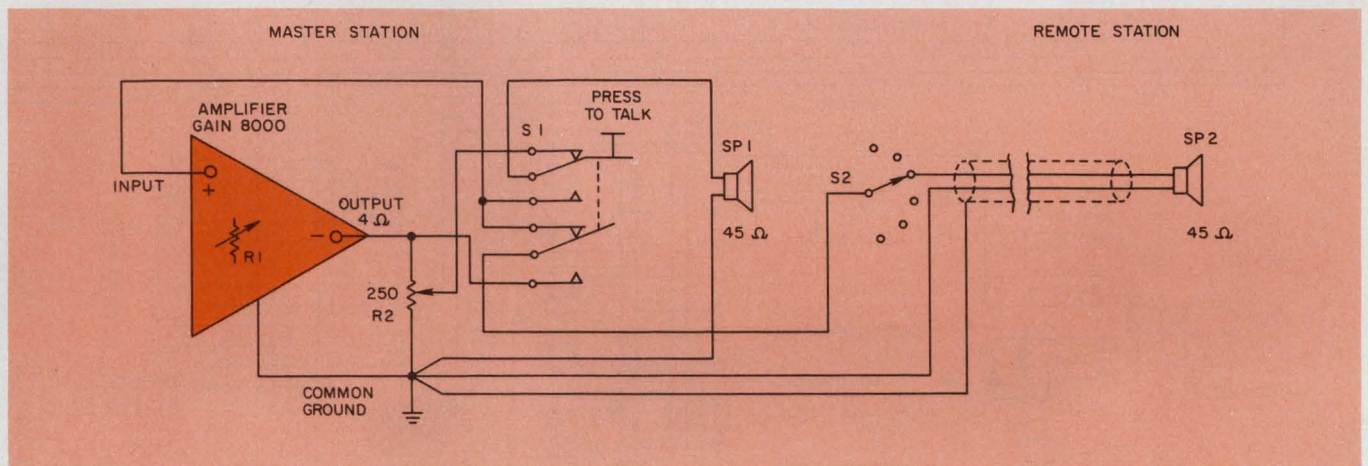 MASTER STATION
REMOTE STATION
AMPLIFIER
GAIN 8000
INPUT
+
R1
OUTPUT
4 Ω
−
250
R2
COMMON
GROUND
S 1
PRESS
TO TALK
SP 1
45 Ω
S2
SP 2
45 Ω